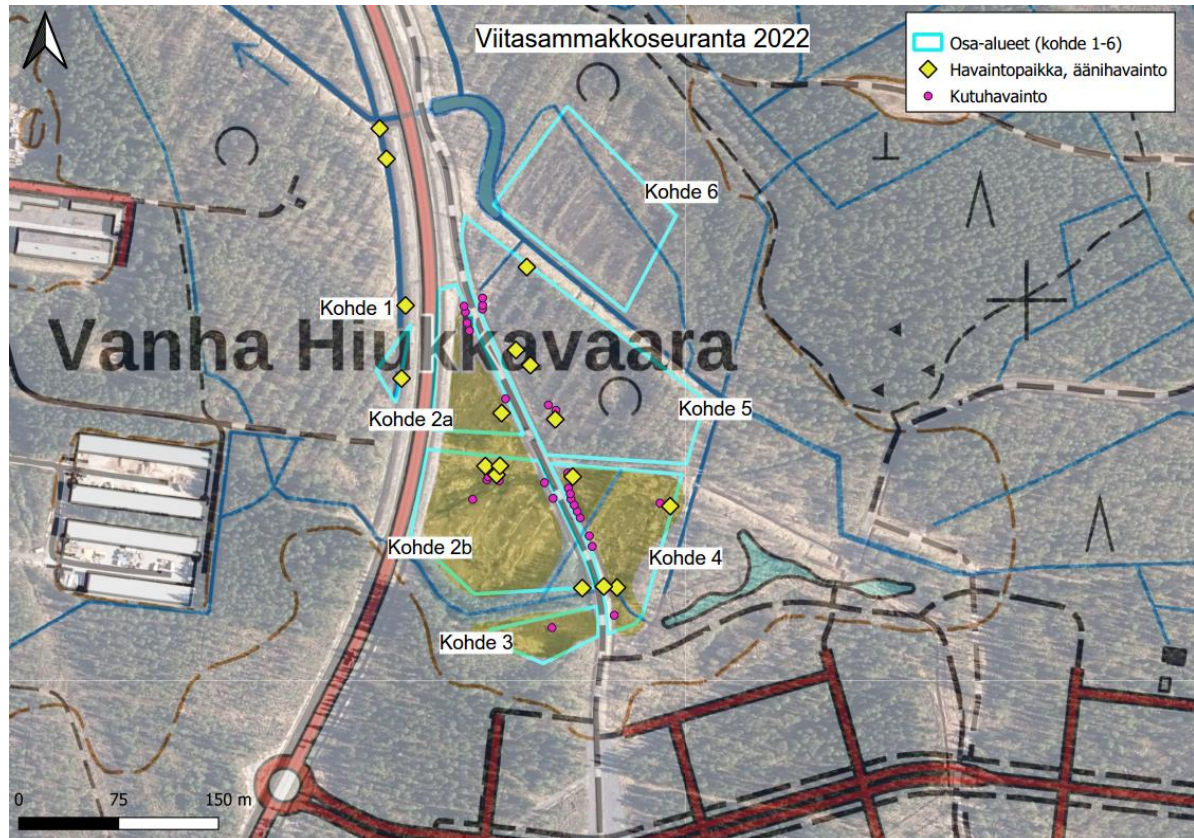 Viitasammakkoseuranta 2022
Osa-alueet (kohde 1-6)
Havaintopaikka, äänihavainto
Kutuhavainto
Kohde 6
Kohde 1
Vanha Hiukkavaara
Kohde 5
Kohde 2a
Kohde 2b
Kohde 4
Kohde 3
0 75 150 m